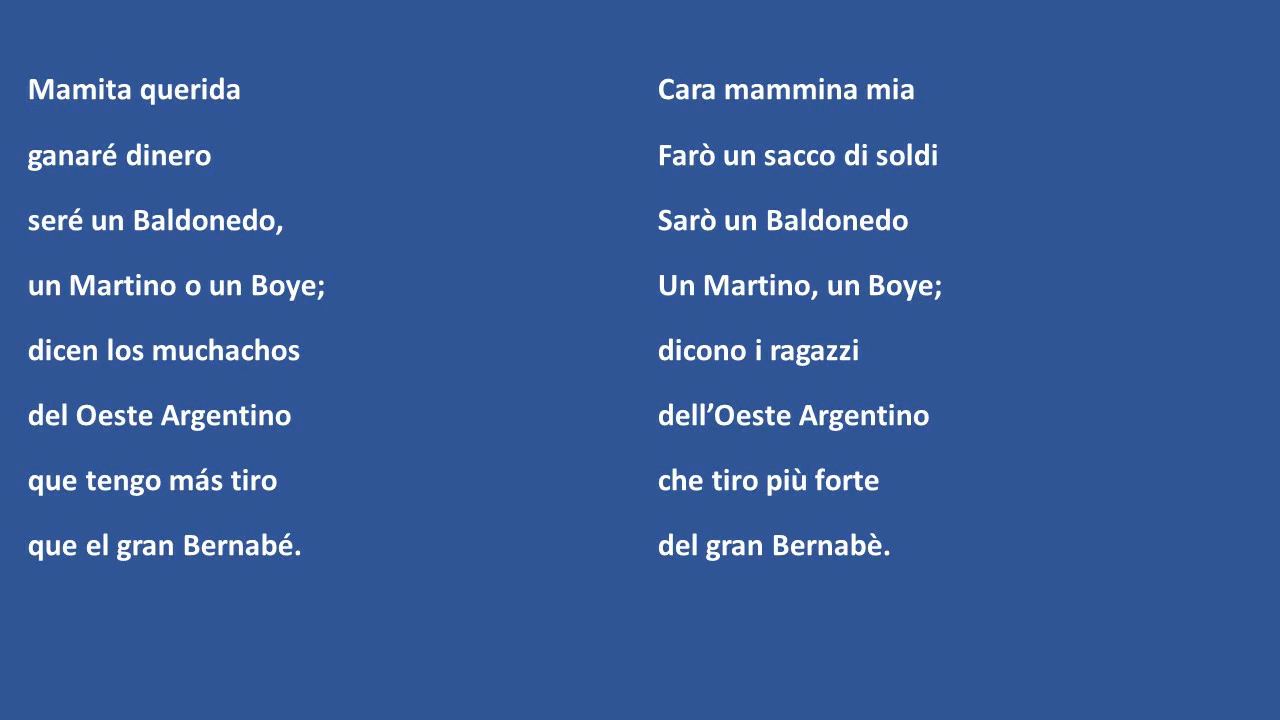 Mamita querida
ganaré dinero
seré un Baldonedo,
un Martino o un Boye;
dicen los muchachos
del Oeste Argentino
que tengo más tiro
que el gran Bernabé.
Cara mammina mia
Farò un sacco di soldi
Sarò un Baldonedo
Un Martino, un Boye;
dicono i ragazzi
dell’Oeste Argentino
che tiro più forte
del gran Bernabè.